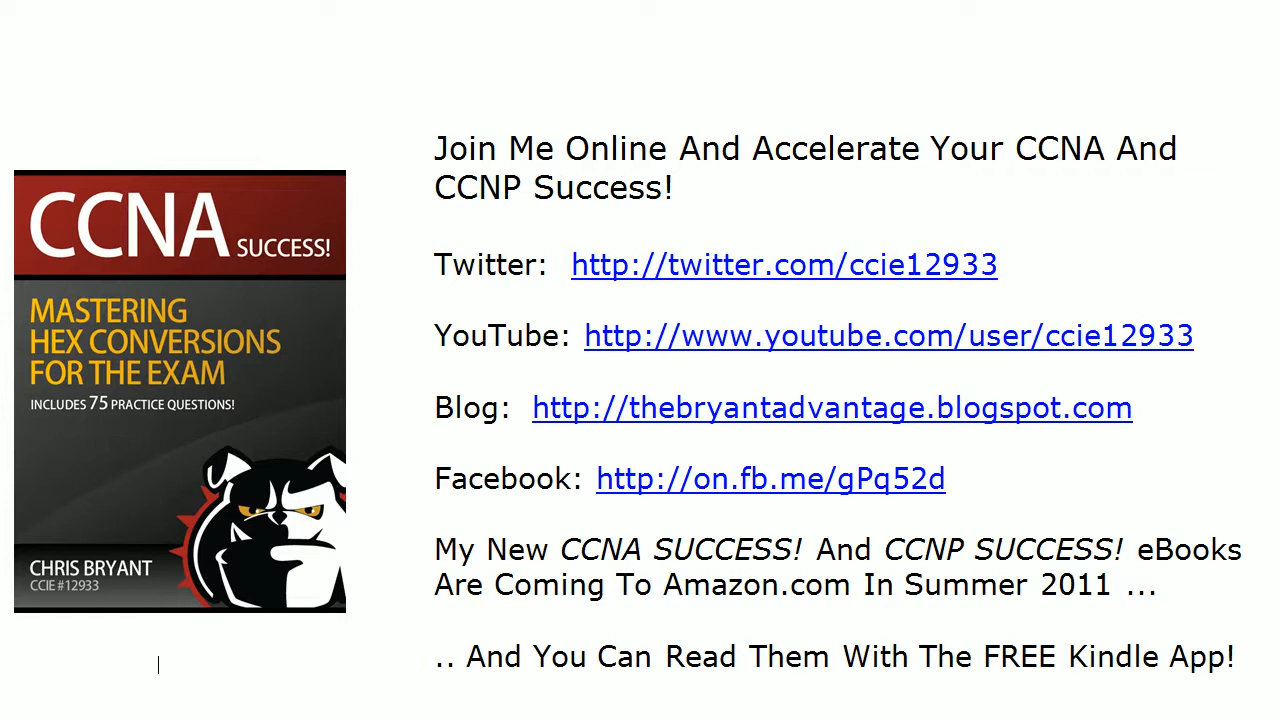 CCNA SUCCESS!
MASTERING
HEX CONVERSIONS
FOR THE EXAM
INCLUDES 75 PRACTICE QUESTIONS!
CHRIS BRYANT
CCIE #12933
Join Me Online And Accelerate Your CCNA And
CCNP Success!
Twitter: http://twitter.com/ccie12933
YouTube: http://www.youtube.com/user/ccie12933
Blog: http://thebryantadvantage.blogspot.com
Facebook: http://on.fb.me/gPq52d
My New CCNA SUCCESS! And CCNP SUCCESS! eBooks
Are Coming To Amazon.com In Summer 2011 ...
.. And You Can Read Them With The FREE Kindle App!